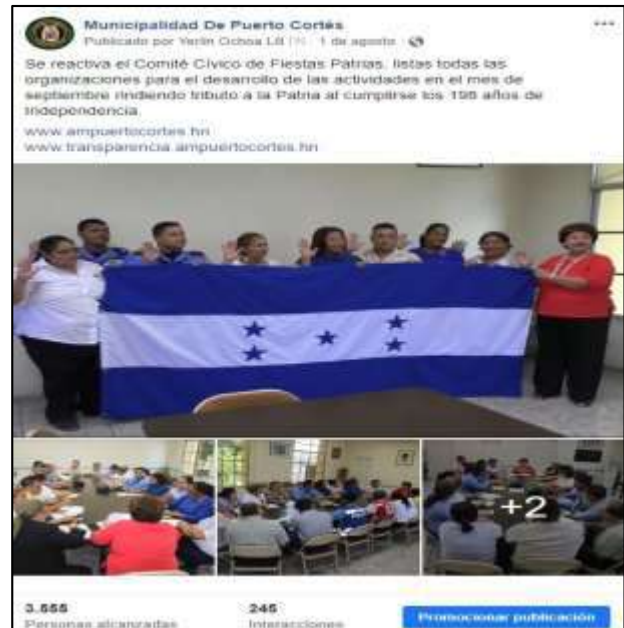 Municipalidad De Puerto Cortés
Publicado por Yerlin Ochoa LB 1 de agosto
Se reactiva el Comité Cívico de Fiestas Patrias, listas todas las
organizaciones para el desarrollo de las actividades en el mes de
septiembre rindiendo tributo a la Patria al cumplirse los 198 años de
Independencia.
www.ampuertocortes.hn
www.transparencia.ampuertocortes.hn
+2
3.555
Personas alcanzadas
245
Interacciones
Promocionar publicación